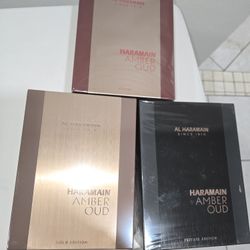 HARAMAIN
AMBER
OUD
AL HARAMAIN
HARAMAIN
AMBER
OUD
GOLD EDITION
AL HARAMAIN
SINCE 1970
HARAMAIN
AMBER
OUD
PRIVATE EDITION